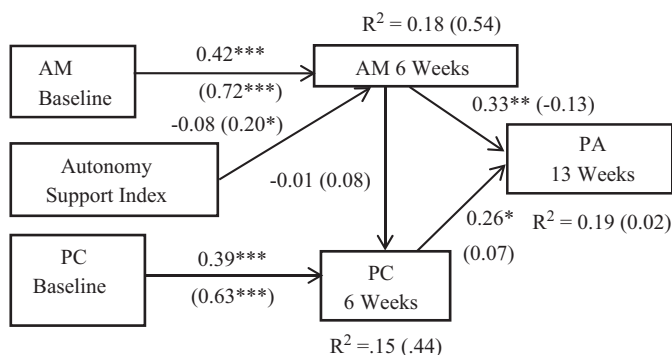 R² = 0.18 (0.54)
0.42***
AM
Baseline
AM 6 Weeks
(0.72***)
0.33** (-0.13)
-0.08 (0.20*)
PA
13 Weeks
Autonomy
Support Index
-0.01 (0.08)
0.26*
(0.07)
R² = 0.19 (0.02)
PC
Baseline
0.39***
(0.63***)
PC
6 Weeks
R² =.15 (.44)